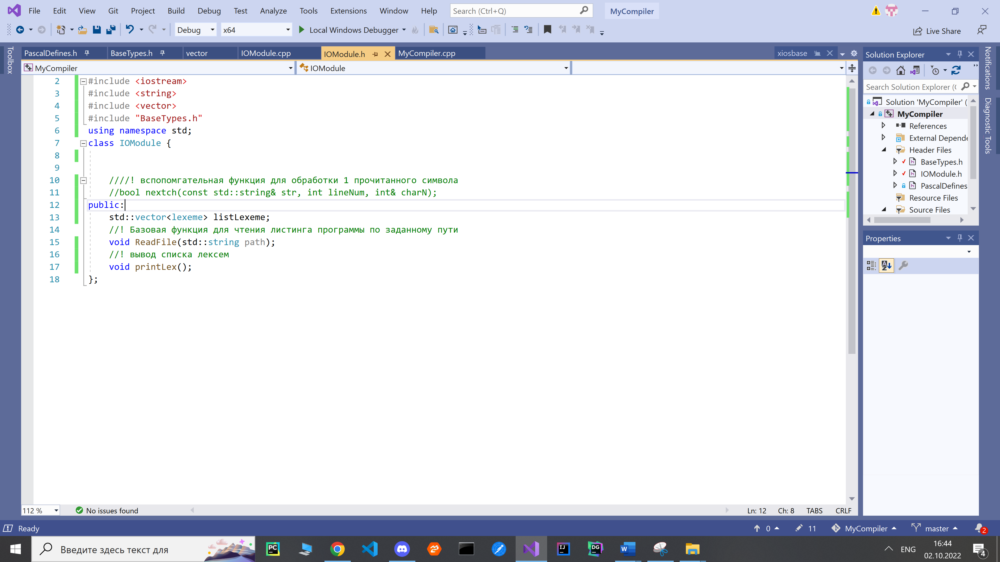 File Edit View Git Project Build Debug Test Analyze Tools Extensions Window Help Search (Ctrl+Q) MyCompiler
Debug x64 Local Windows Debugger Live Share
Toolbox
PascalDefines.h BaseTypes.h vector IOModule.cpp IOModule.h MyCompiler.cpp xiosbase
MyCompiler IOModule
2 #include <iostream>
3 #include <string>
4 #include <vector>
5 #include "BaseTypes.h"
6 using namespace std;
7 class IOModule {
8
9
10 ////! вспопомгательная функция для обработки 1 прочитанного символа
11 //bool nextch(const std::string& str, int lineNum, int& charN);
12 public:
13 std::vector<lexeme> listLexeme;
14 //! Базовая функция для чтения листинга программы по заданному пути
15 void ReadFile(std::string path);
16 //! вывод списка лексем
17 void printLex();
18 };
112 % No issues found Ln: 12 Ch: 8 TABS CRLF
Solution Explorer
Search Solution Explorer (
Solution 'MyCompiler' (
MyCompiler
References
External Depende
Header Files
BaseTypes.h
IOModule.h
PascalDefines
Resource Files
Source Files
Properties
Notifications
Diagnostic Tools
Ready 0 11 MyCompiler master 2
Введите здесь текст для PC IJ DG W ENG 16:44
02.10.2022
4